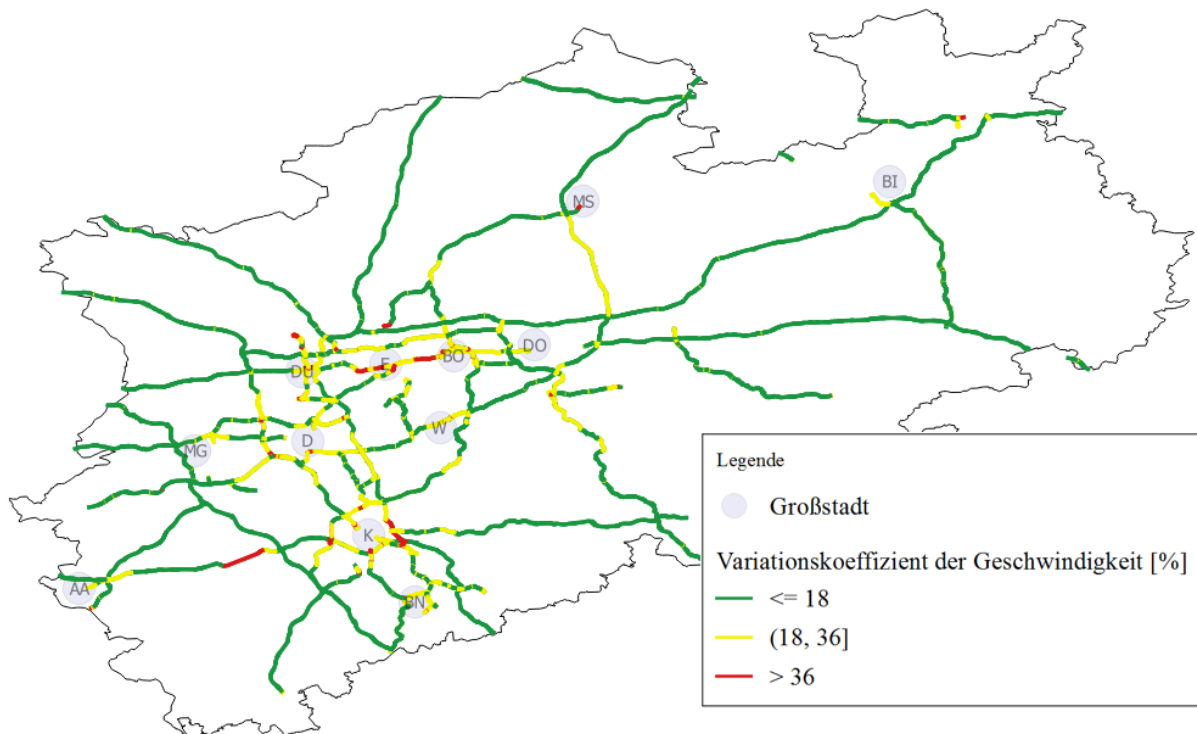 MS
BI
DO
BO
E
DU
W
D
MG
K
AA
BN
Legende
Großstadt
Variationskoeffizient der Geschwindigkeit [%]
<= 18
(18, 36]
> 36